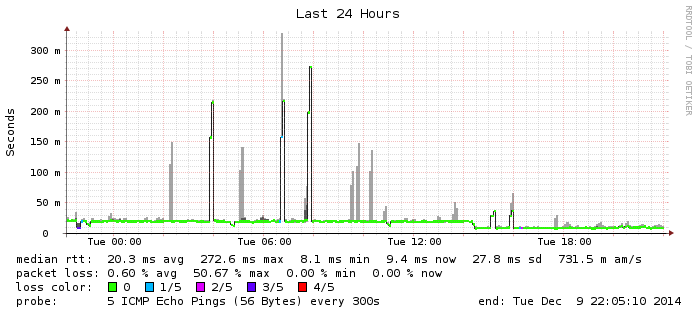 Last 24 Hours
RRDTOOL / TOBI OETIKER
Seconds
300 m
250 m
200 m
150 m
100 m
50 m
0
Tue 00:00 Tue 06:00 Tue 12:00 Tue 18:00
median rtt: 20.3 ms avg 272.6 ms max 8.1 ms min 9.4 ms now 27.8 ms sd 731.5 m am/s
packet loss: 0.60 % avg 50.67 % max 0.00 % min 0.00 % now
loss color: 0 1/5 2/5 3/5 4/5
probe: 5 ICMP Echo Pings (56 Bytes) every 300s end: Tue Dec 9 22:05:10 2014